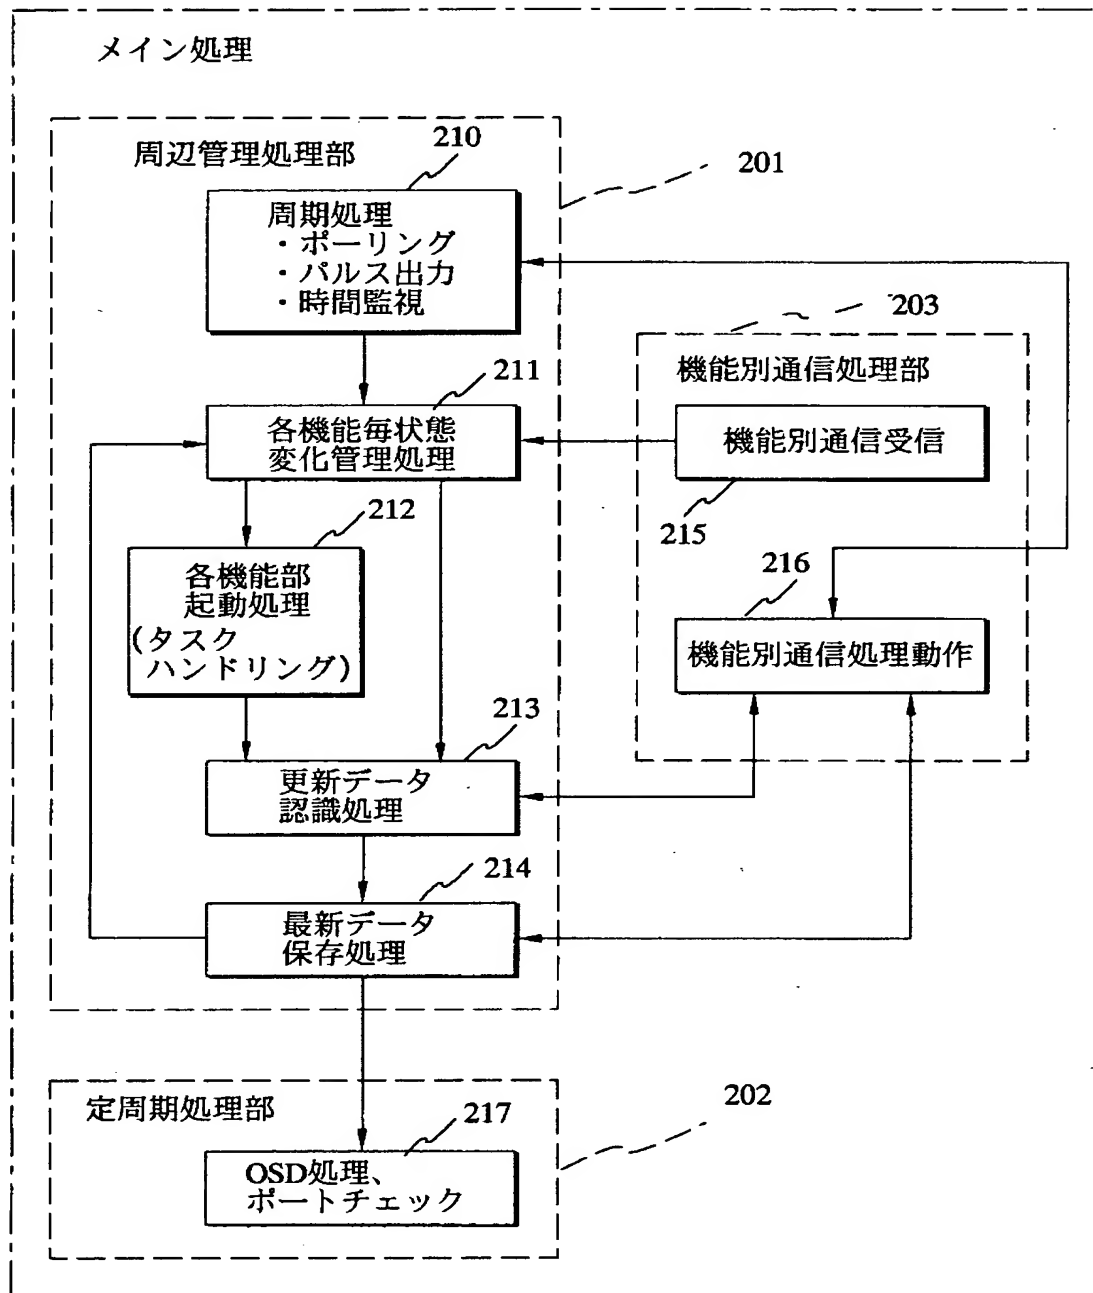 メイン処理
周辺管理処理部
210
201
周期処理
・ポーリング
・パルス出力
・時間監視
203
機能別通信処理部
211
各機能毎状態
変化管理処理
機能別通信受信
215
212
各機能部
起動処理
(タスク
ハンドリング)
216
機能別通信処理動作
213
更新データ
認識処理
214
最新データ
保存処理
定周期処理部
202
217
OSD処理、
ポートチェック